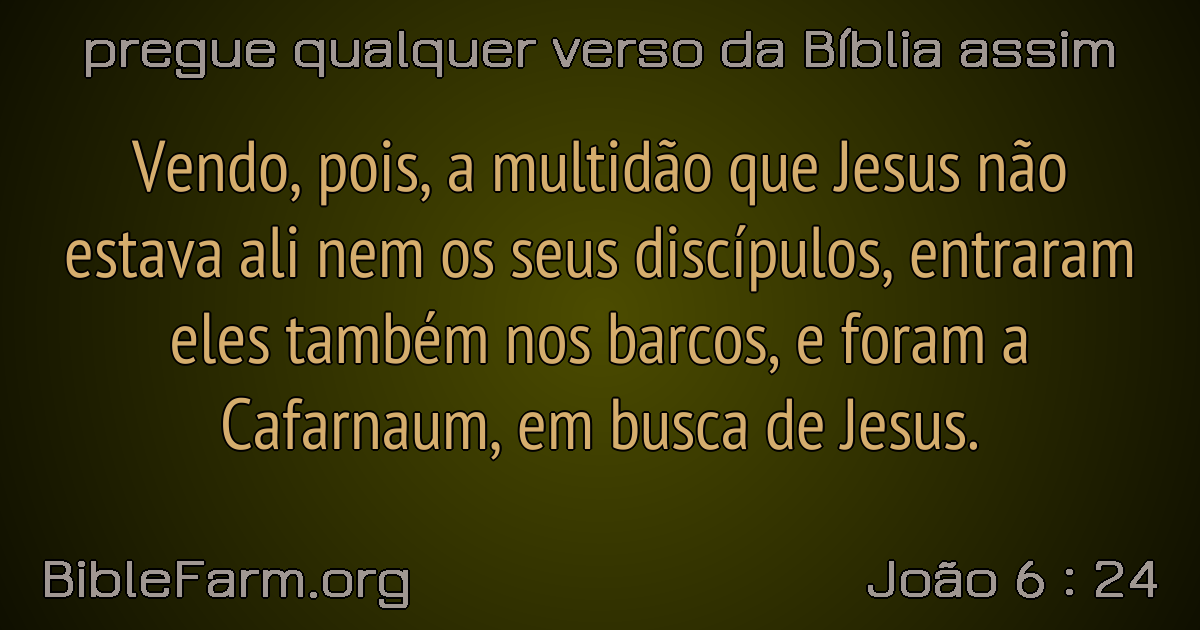 pregue qualquer verso da Bíblia assim
Vendo, pois, a multidão que Jesus não
estava ali nem os seus discípulos, entraram
eles também nos barcos, e foram a
Cafarnaum, em busca de Jesus.
BibleFarm.org
João 6 : 24